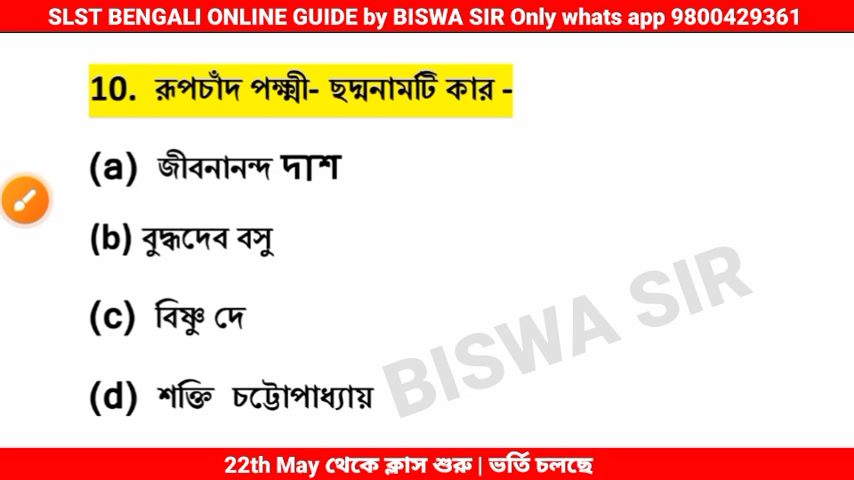 SLST BENGALI ONLINE GUIDE by BISWA SIR Only whats app 9800429361
10. রূপচাঁদ পক্ষ্মী- ছদ্মনামটি কার -
(a) জীবনানন্দ দাশ
(b) বুদ্ধদেব বসু
(c) বিষ্ণু দে
(d) শক্তি চট্টোপাধ্যায়
BISWA SIR
22th May থেকে ক্লাস শুরু | ভর্তি চলছে